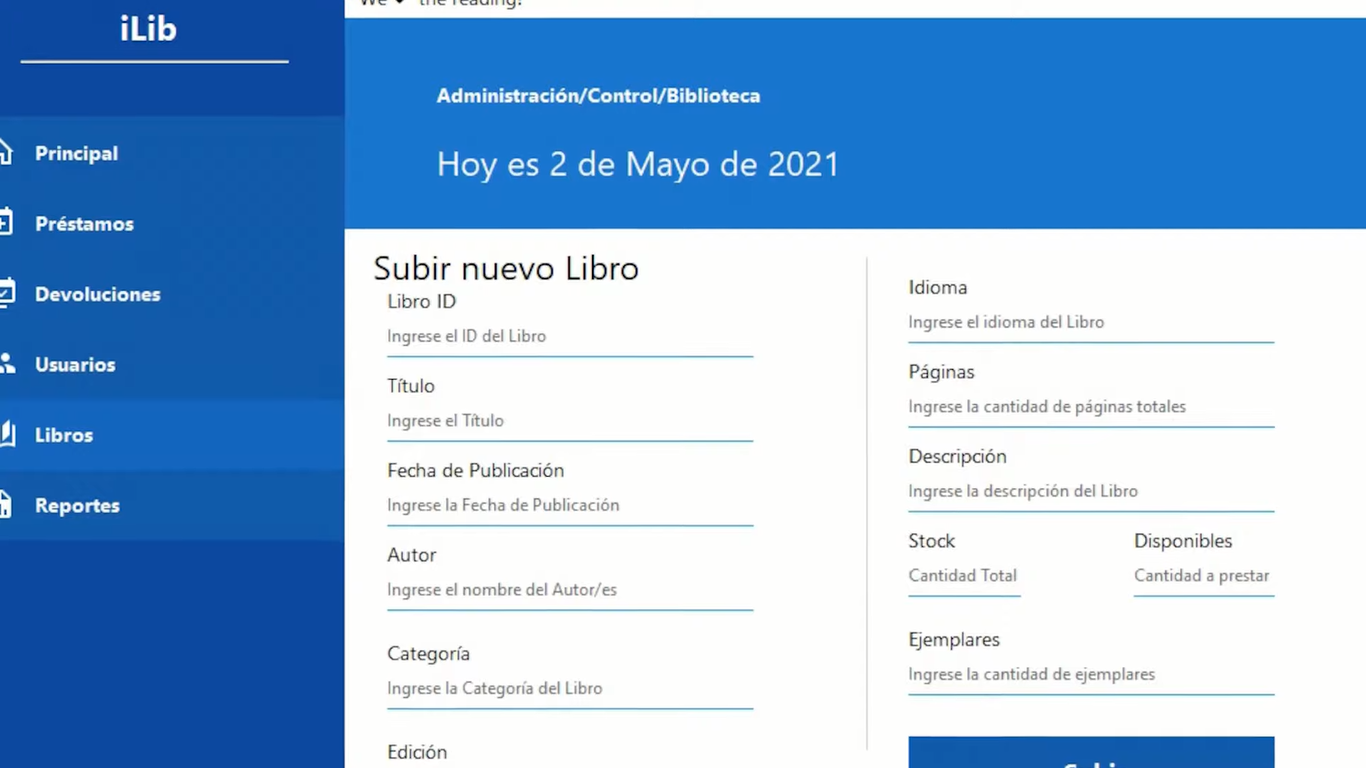 iLib
We ❤ the reading!
Principal
Préstamos
Devoluciones
Usuarios
Libros
Reportes
Administración/Control/Biblioteca
Hoy es 2 de Mayo de 2021
Subir nuevo Libro
Libro ID
Ingrese el ID del Libro
Título
Ingrese el Título
Fecha de Publicación
Ingrese la Fecha de Publicación
Autor
Ingrese el nombre del Autor/es
Categoría
Ingrese la Categoría del Libro
Edición
Idioma
Ingrese el idioma del Libro
Páginas
Ingrese la cantidad de páginas totales
Descripción
Ingrese la descripción del Libro
Stock Disponibles
Cantidad Total Cantidad a prestar
Ejemplares
Ingrese la cantidad de ejemplares